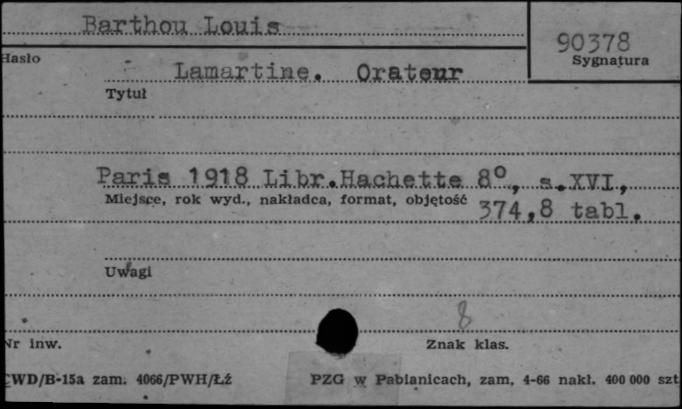 Barthou Louis
90378
Hasło
Sygnatura
Lamartine. Orateur
Tytuł
Paris 1918 Libr.Hachette 8°, s.XVI,
Miejsce, rok wyd., nakładca, format, objętość
374,8 tabl.
Uwagi
8
Nr inw.
Znak klas.
CWD/B-15a zam. 4066/PWH/Łź
PZG w Pabianicach, zam, 4-66 nakł. 400 000 szt